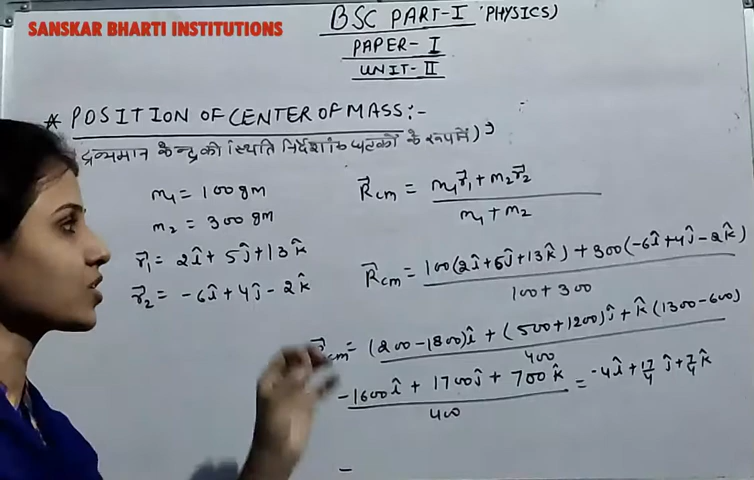 SANSKAR BHARTI INSTITUTIONS
BSC PART-I (PHYSICS)
PAPER-I
UNIT-II
* POSITION OF CENTER OF MASS:-
द्रव्यमान केन्द्र की स्थिति निर्देशांक घटकों के रूप में)
m₁ = 100 gm
m₂ = 300 gm
r⃗₁ = 2î + 5ĵ + 13k̂
r⃗₂ = -6î + 4ĵ - 2k̂
R⃗cm = (m₁r⃗₁ + m₂r⃗₂) / (m₁ + m₂)
R⃗cm = 100(2î+5ĵ+13k̂) + 300(-6î+4ĵ-2k̂)
100 + 300
cm = (200-1800)î + (500+1200)ĵ + k̂(1300-600)
400
-1600î + 1700ĵ + 700k̂ / 400 = -4î + 17/4 ĵ + 7/4 k̂